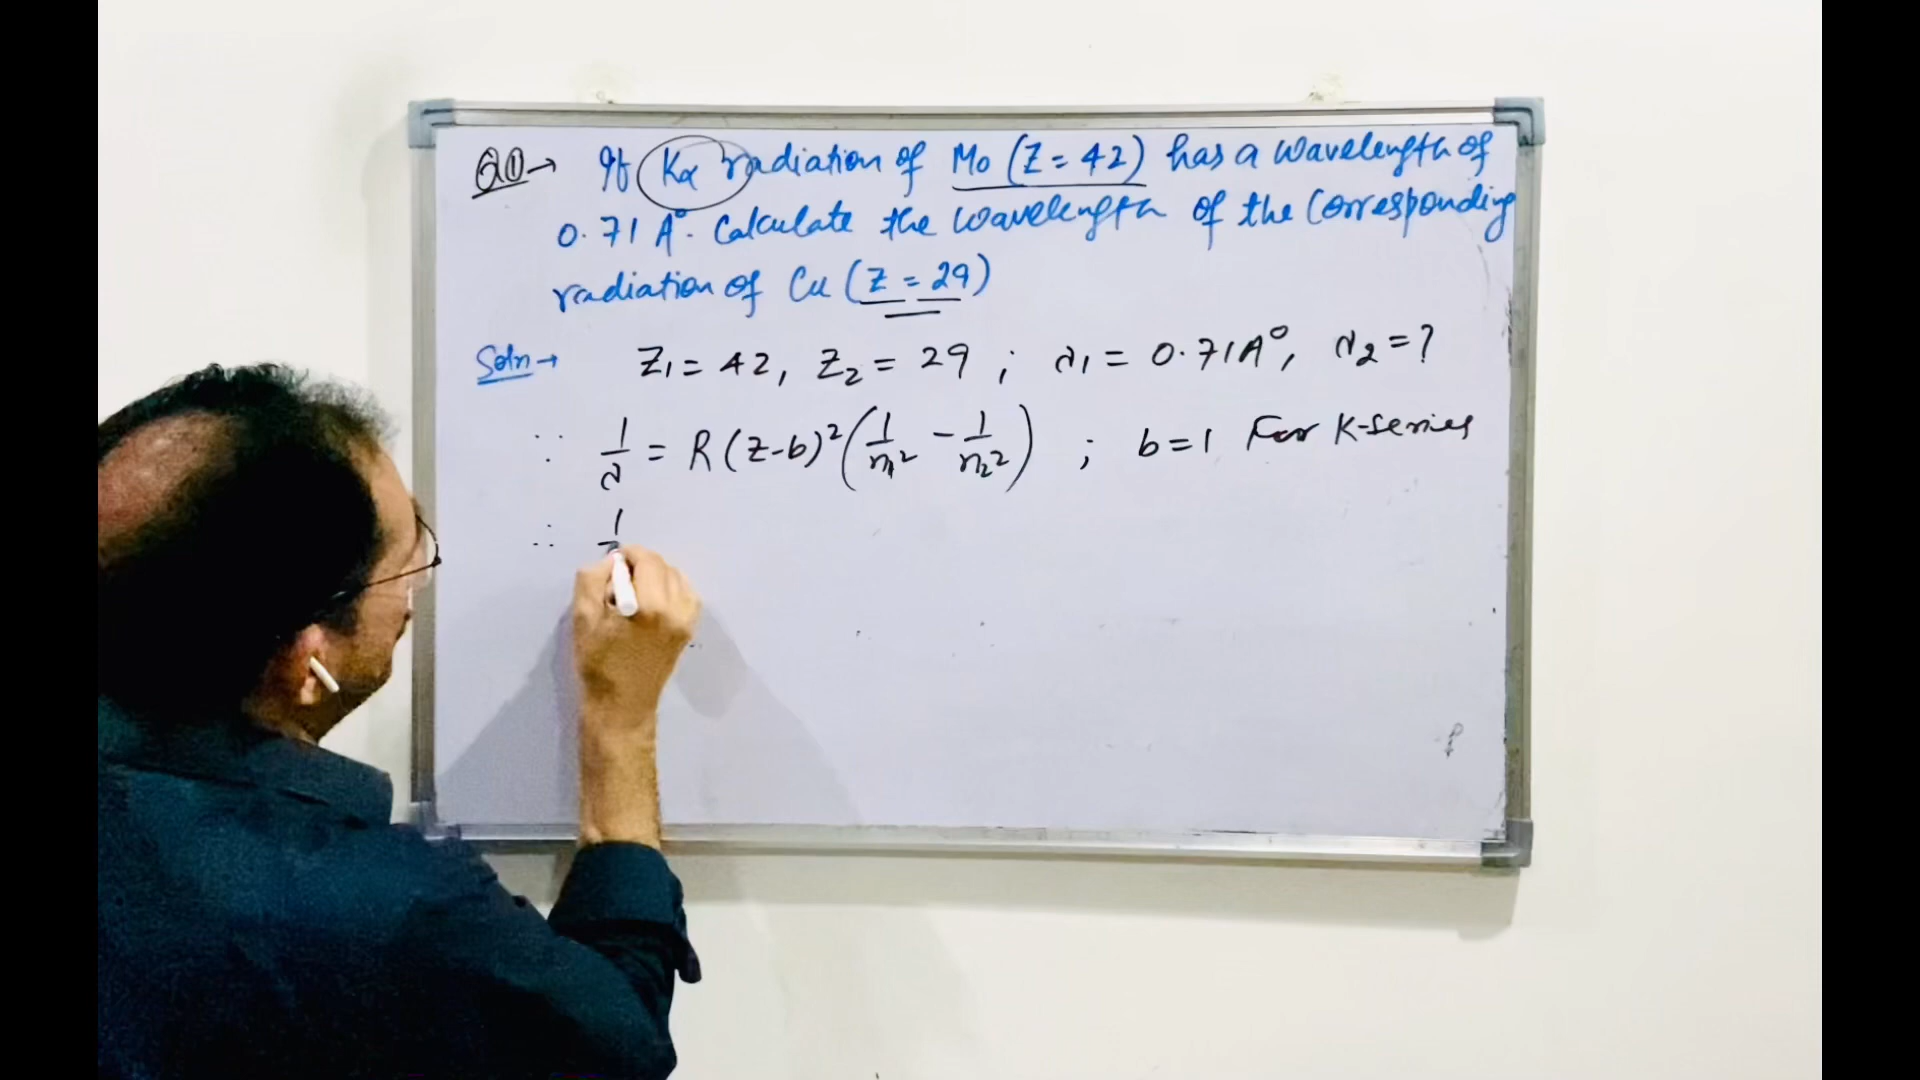 Q①→ If Kα radiation of Mo (Z = 42) has a wavelength of
0.71 A°. Calculate the wavelength of the corresponding
radiation of Cu (Z = 29)
Soln→ Z₁ = 42, Z₂ = 29 ; λ₁ = 0.71A°, λ₂ = ?
∵ 1/λ = R (Z-b)² (1/n₁² - 1/n₂²) ; b = 1 For K-series
∴ 1